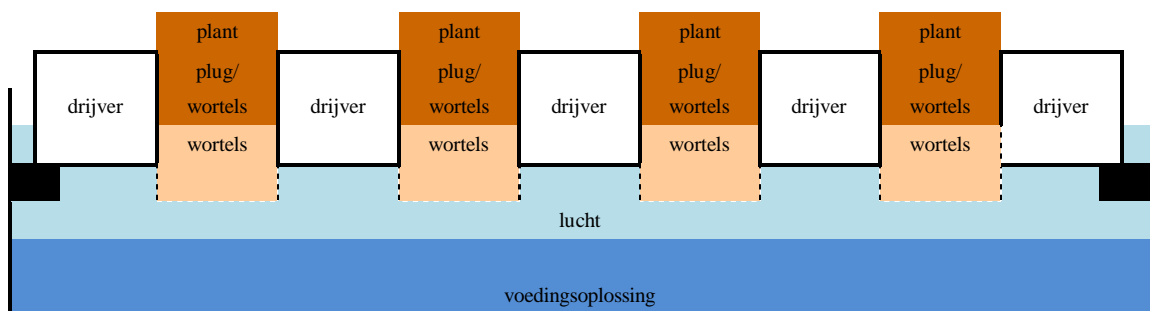 plant plant plant plant
plug/ plug/ plug/ plug/
drijver wortels drijver wortels drijver wortels drijver wortels drijver
wortels wortels wortels wortels
lucht
voedingsoplossing